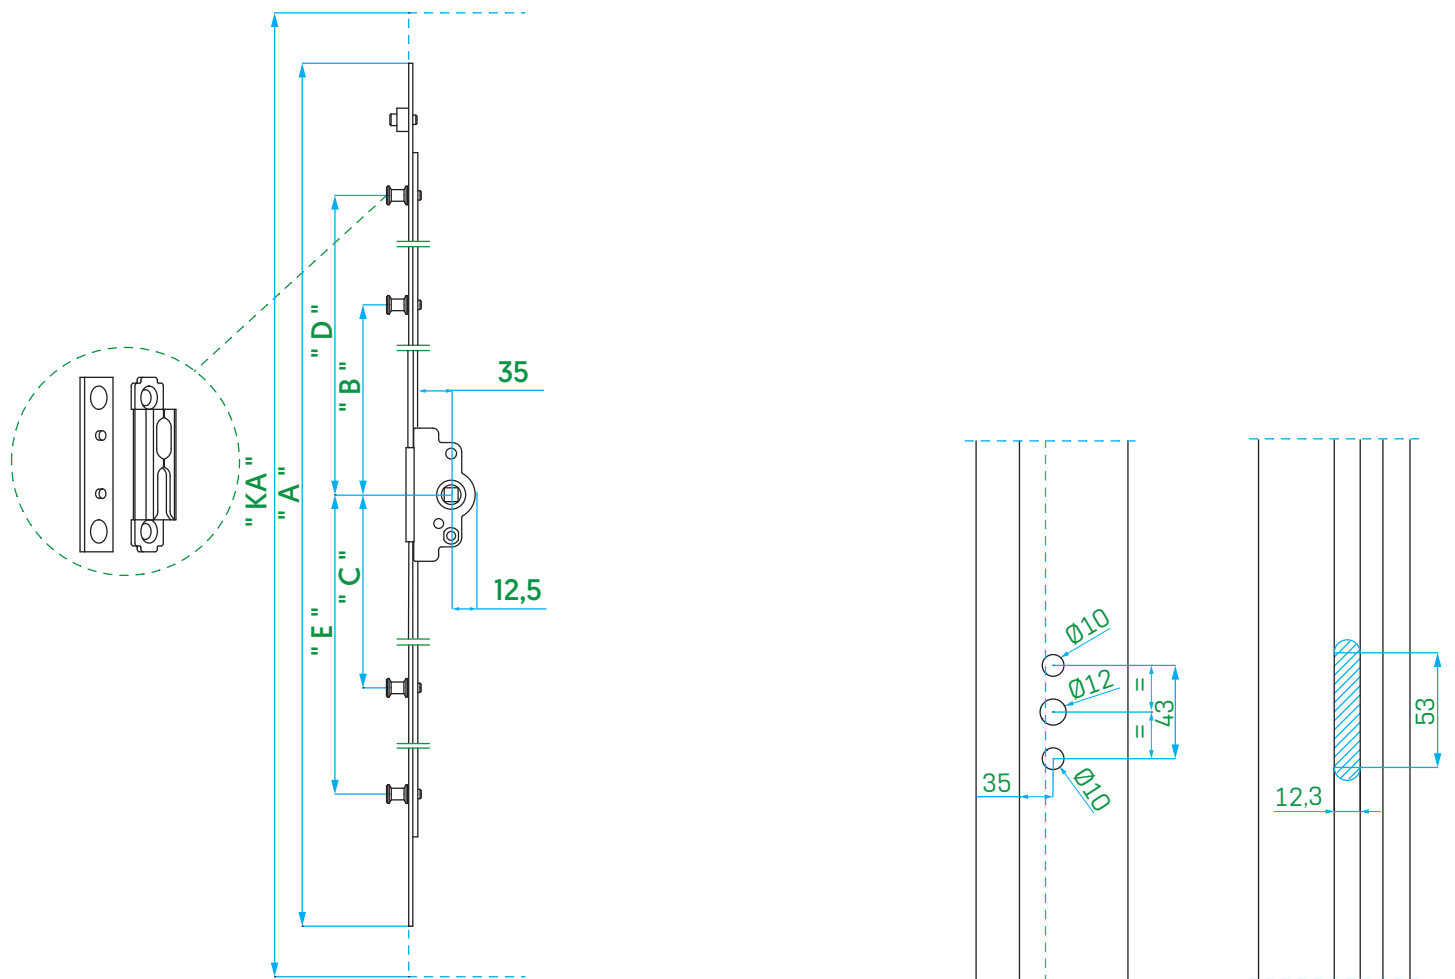 "D"
"B"
35
"KA"
"A"
"C"
"E"
12,5
Ø10
Ø12
=
=
43
35
Ø10
53
12,3